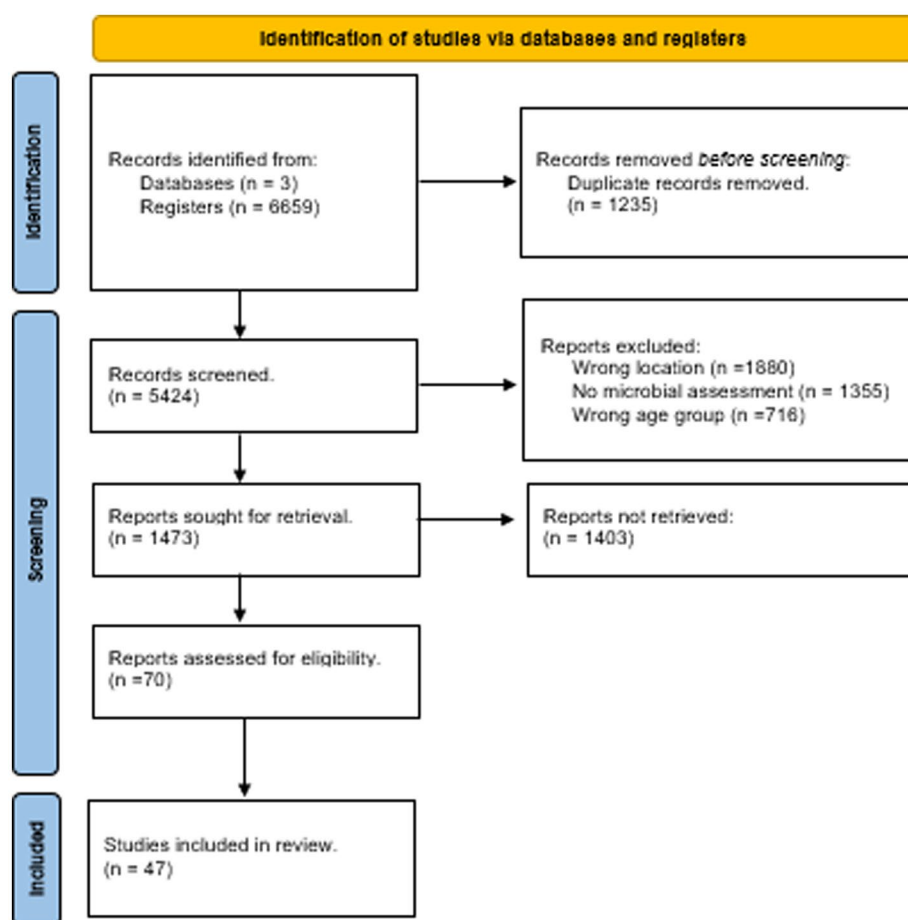 Identification of studies via databases and registers
Identification
Records identified from:
Databases (n = 3)
Registers (n = 6659)
Records removed before screening:
Duplicate records removed.
(n = 1235)
Screening
Records screened.
(n = 5424)
Reports excluded:
Wrong location (n =1880)
No microbial assessment (n = 1355)
Wrong age group (n =716)
Reports sought for retrieval.
(n = 1473)
Reports not retrieved:
(n = 1403)
Reports assessed for eligibility.
(n =70)
Included
Studies included in review.
(n = 47)